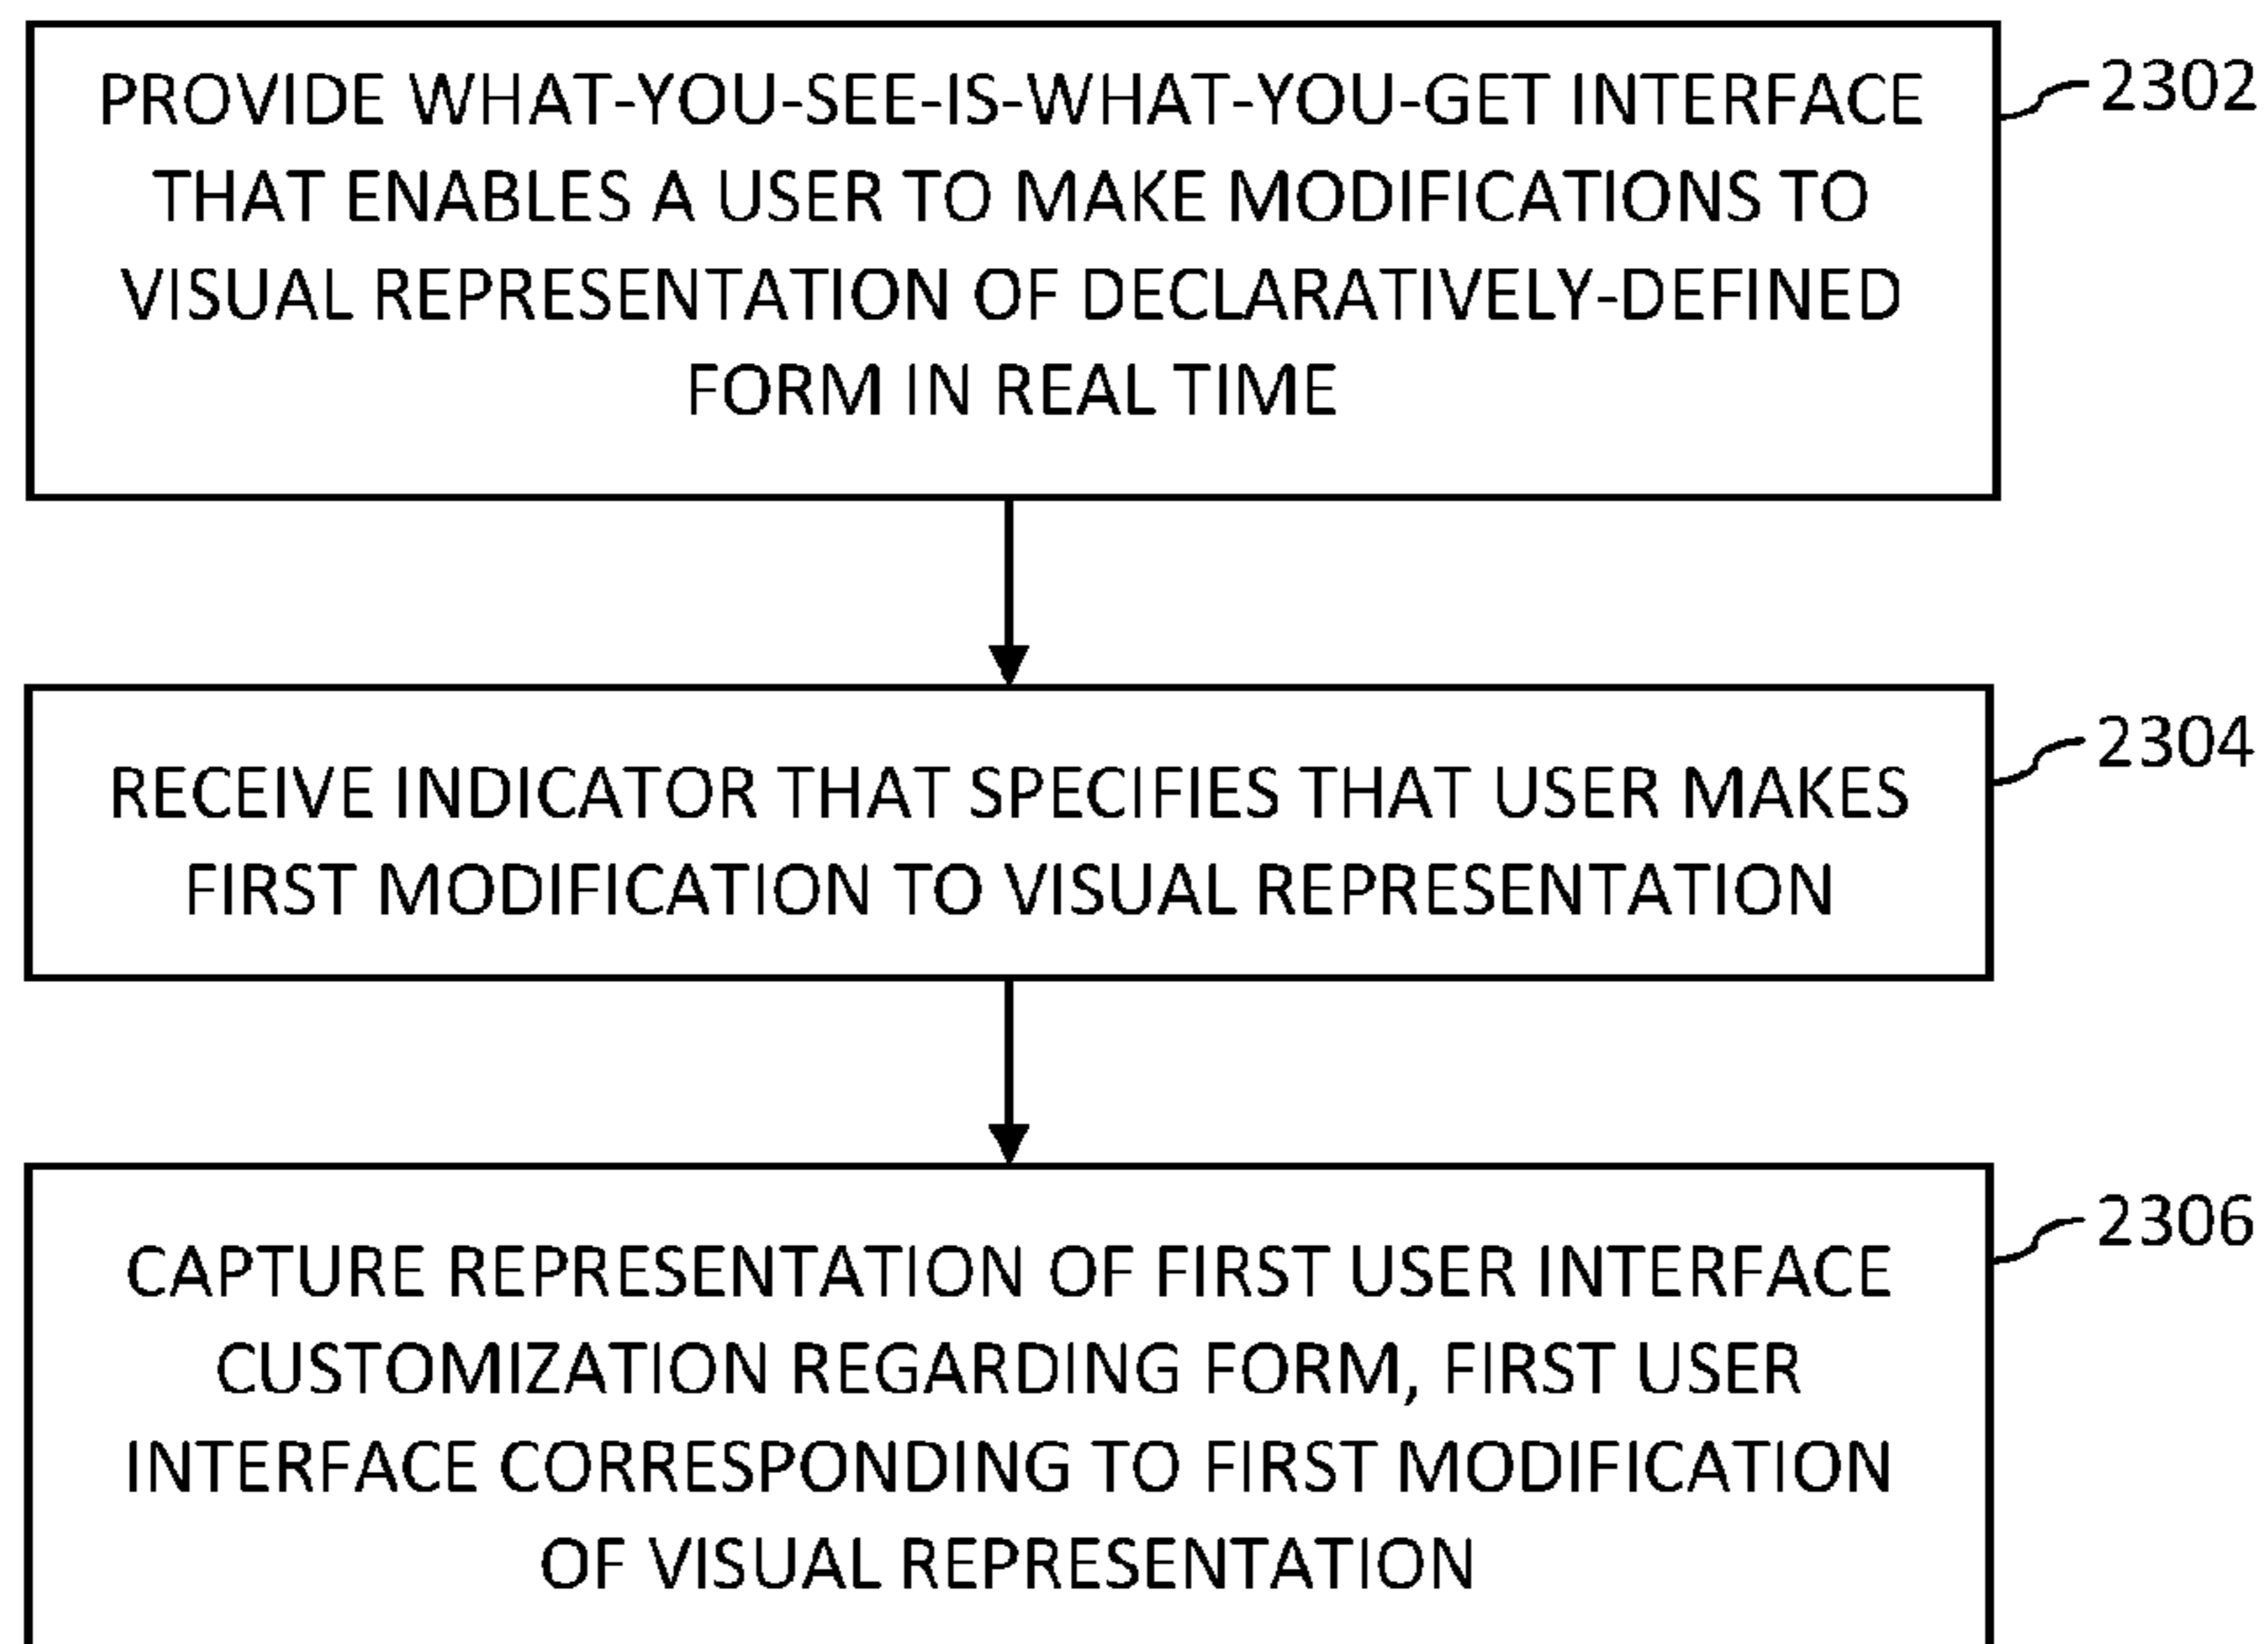 PROVIDE WHAT-YOU-SEE-IS-WHAT-YOU-GET INTERFACE
THAT ENABLES A USER TO MAKE MODIFICATIONS TO
VISUAL REPRESENTATION OF DECLARATIVELY-DEFINED
FORM IN REAL TIME
2302
RECEIVE INDICATOR THAT SPECIFIES THAT USER MAKES
FIRST MODIFICATION TO VISUAL REPRESENTATION
2304
CAPTURE REPRESENTATION OF FIRST USER INTERFACE
CUSTOMIZATION REGARDING FORM, FIRST USER
INTERFACE CORRESPONDING TO FIRST MODIFICATION
OF VISUAL REPRESENTATION
2306